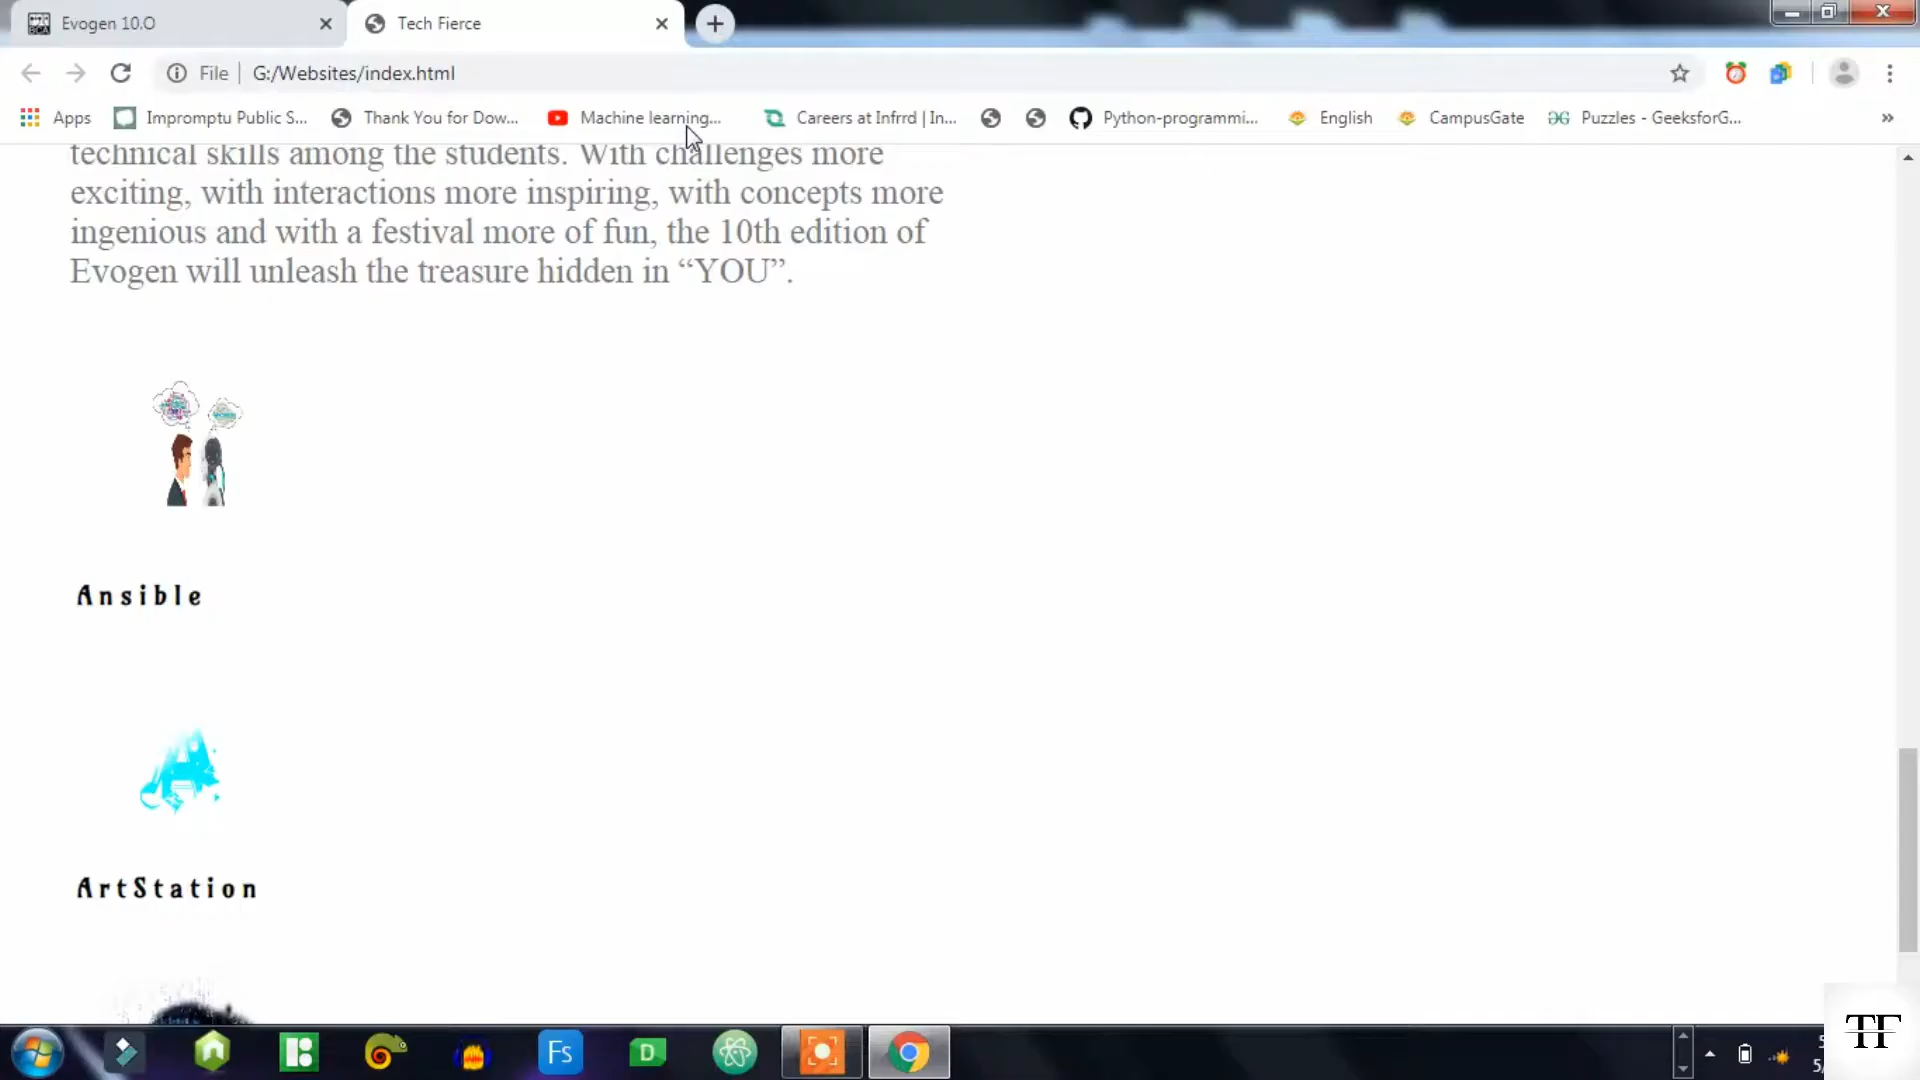 Evogen 10.O
Tech Fierce
File
G:/Websites/index.html
Apps
Impromptu Public S...
Thank You for Dow...
Machine learning...
Careers at Infrrd | In...
Python-programmi...
English
CampusGate
Puzzles - GeeksforG...
technical skills among the students. With challenges more
exciting, with interactions more inspiring, with concepts more
ingenious and with a festival more of fun, the 10th edition of
Evogen will unleash the treasure hidden in “YOU”.
Ansible
ArtStation
Fs
D
TF